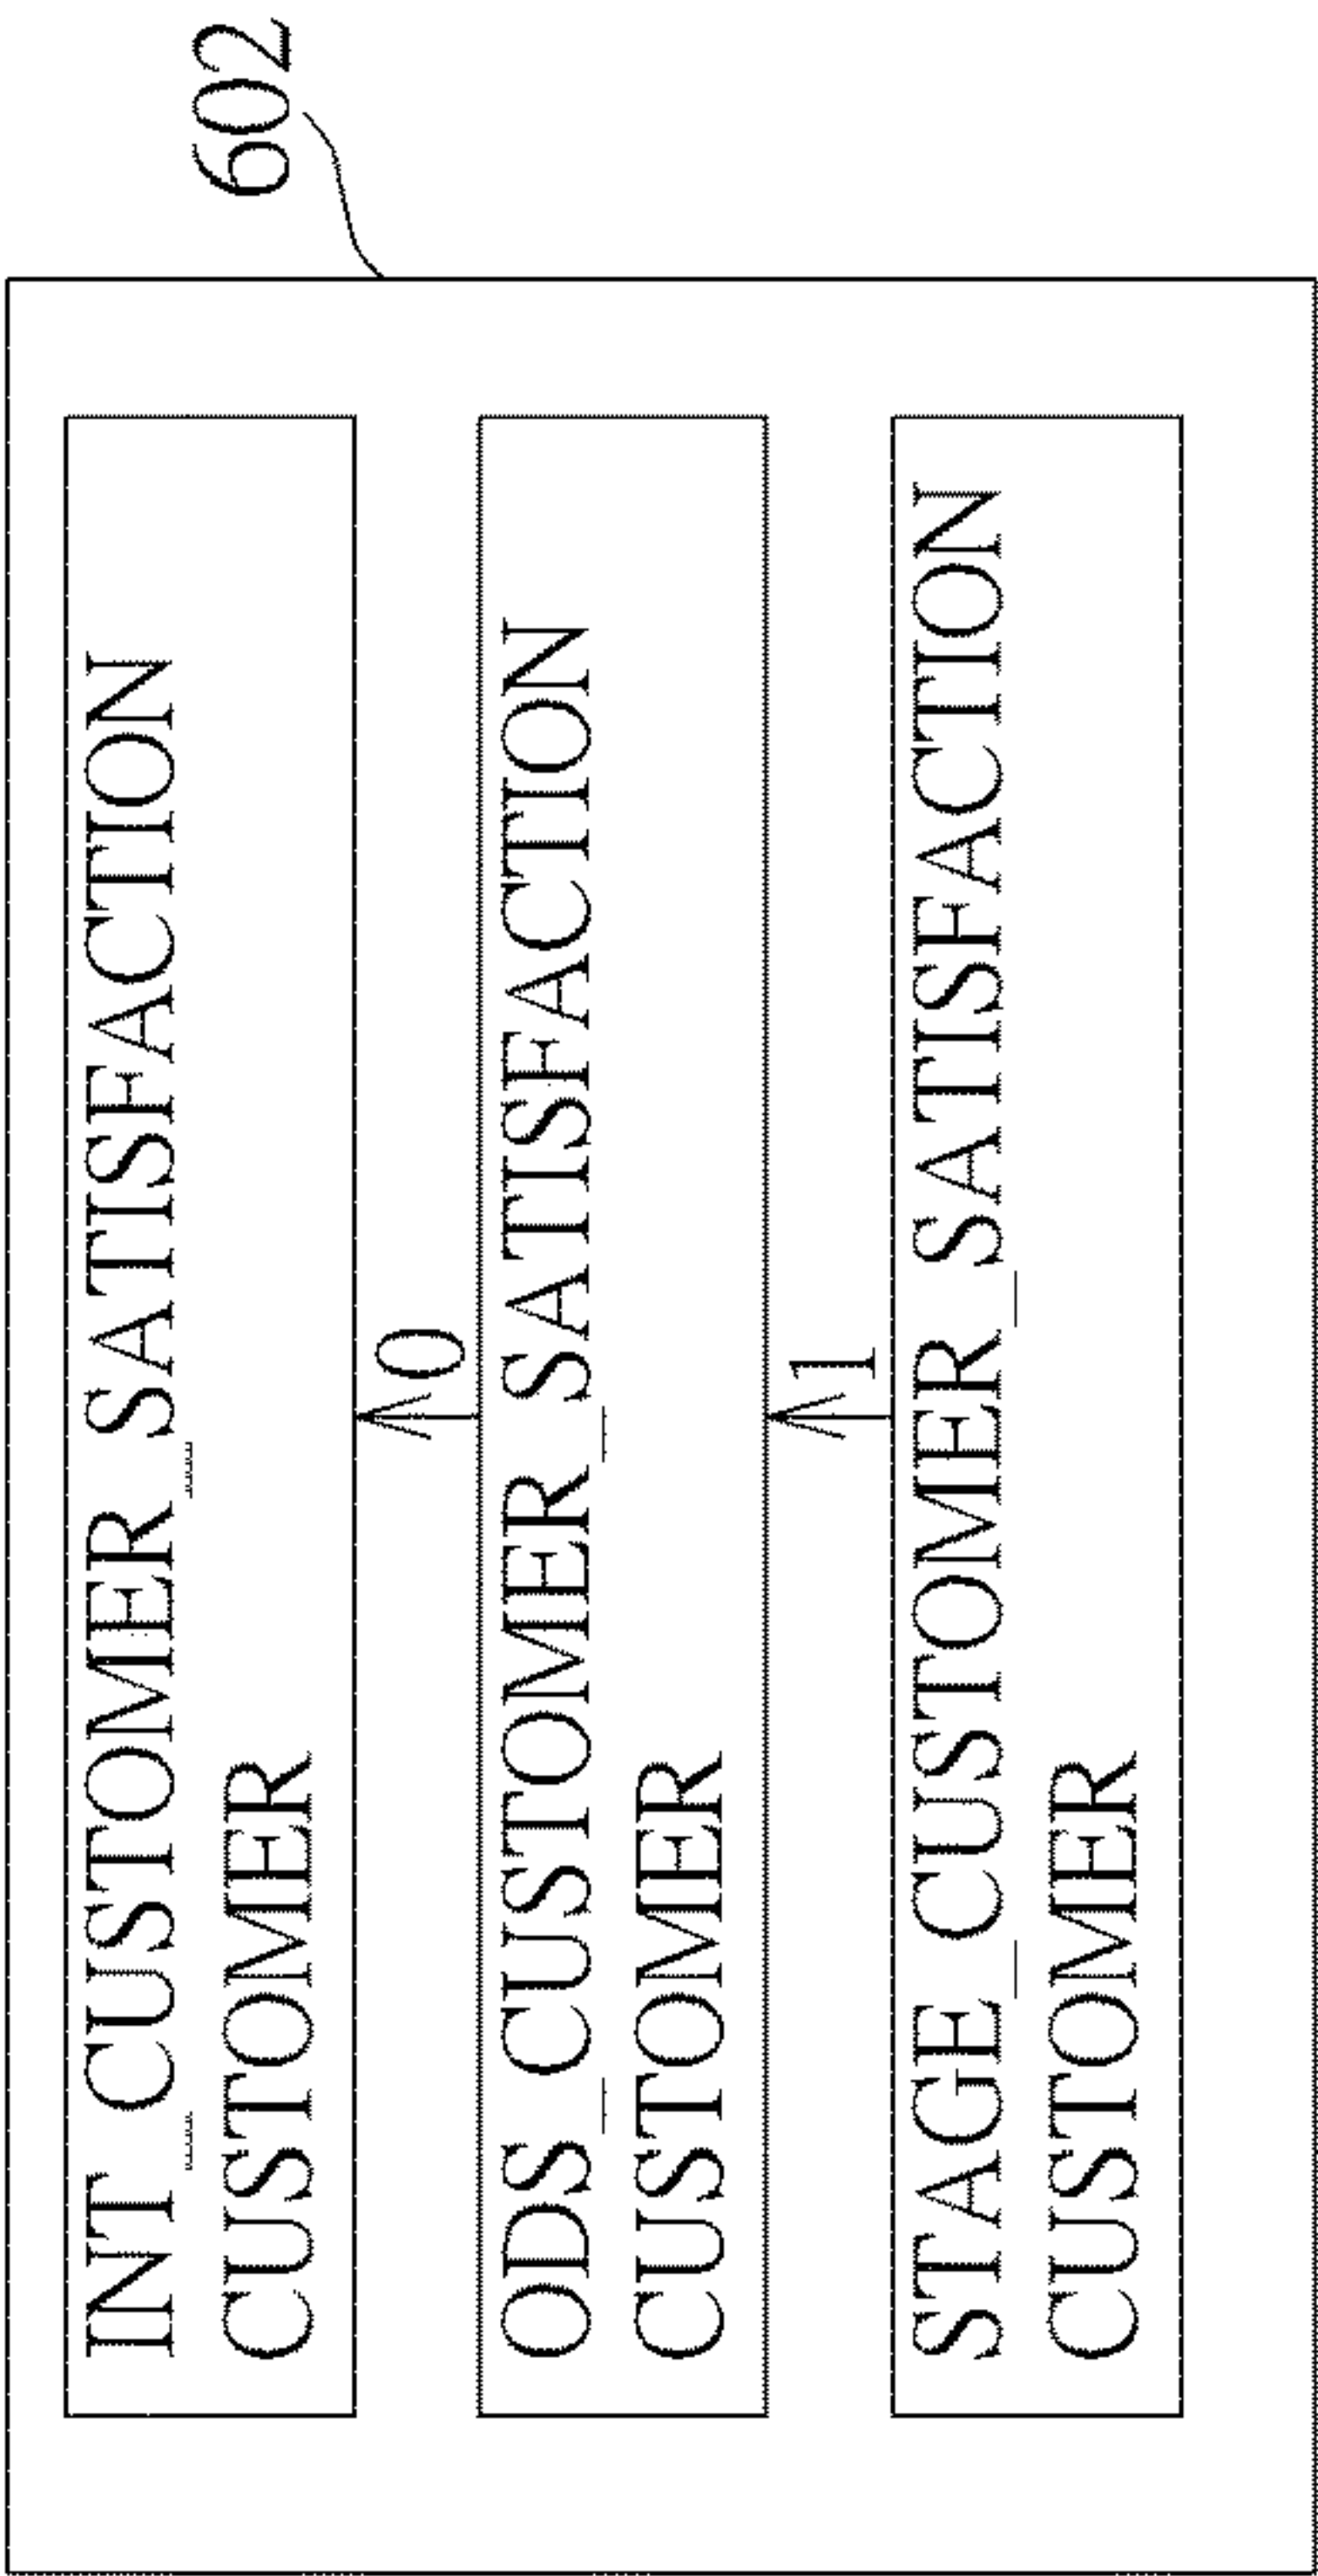 602
INT_CUSTOMER_SATISFACTION
CUSTOMER
0
ODS_CUSTOMER_SATISFACTION
CUSTOMER
1
STAGE_CUSTOMER_SATISFACTION
CUSTOMER